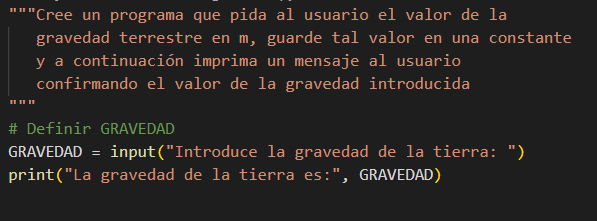 """Cree un programa que pida al usuario el valor de la
gravedad terrestre en m, guarde tal valor en una constante
y a continuación imprima un mensaje al usuario
confirmando el valor de la gravedad introducida
"""
# Definir GRAVEDAD
GRAVEDAD = input("Introduce la gravedad de la tierra: ")
print("La gravedad de la tierra es:", GRAVEDAD)